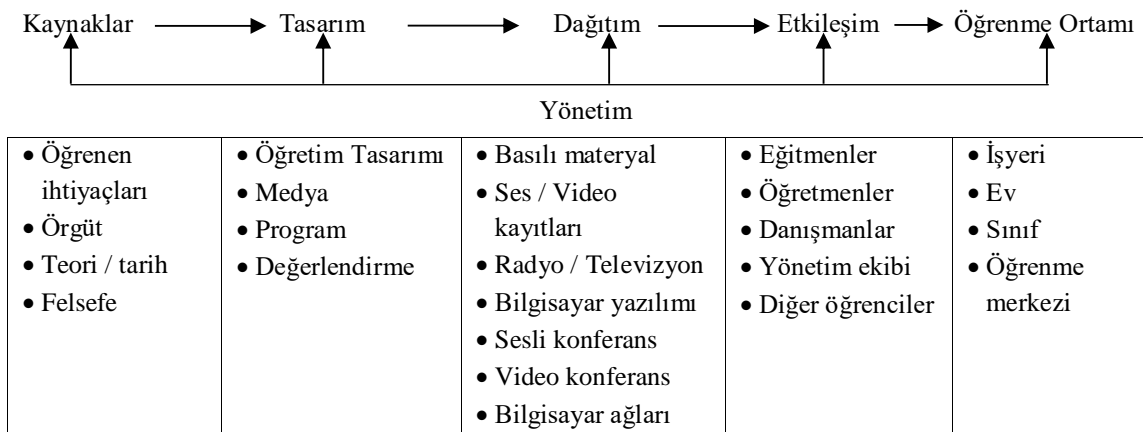 Kaynaklar Tasarım Dağıtım Etkileşim Öğrenme Ortamı
Yönetim
• Öğrenen
ihtiyaçları
• Örgüt
• Teori / tarih
• Felsefe
• Öğretim Tasarımı
• Medya
• Program
• Değerlendirme
• Basılı materyal
• Ses / Video
kayıtları
• Radyo / Televizyon
• Bilgisayar yazılımı
• Sesli konferans
• Video konferans
• Bilgisayar ağları
• Eğitmenler
• Öğretmenler
• Danışmanlar
• Yönetim ekibi
• Diğer öğrenciler
• İşyeri
• Ev
• Sınıf
• Öğrenme
merkezi